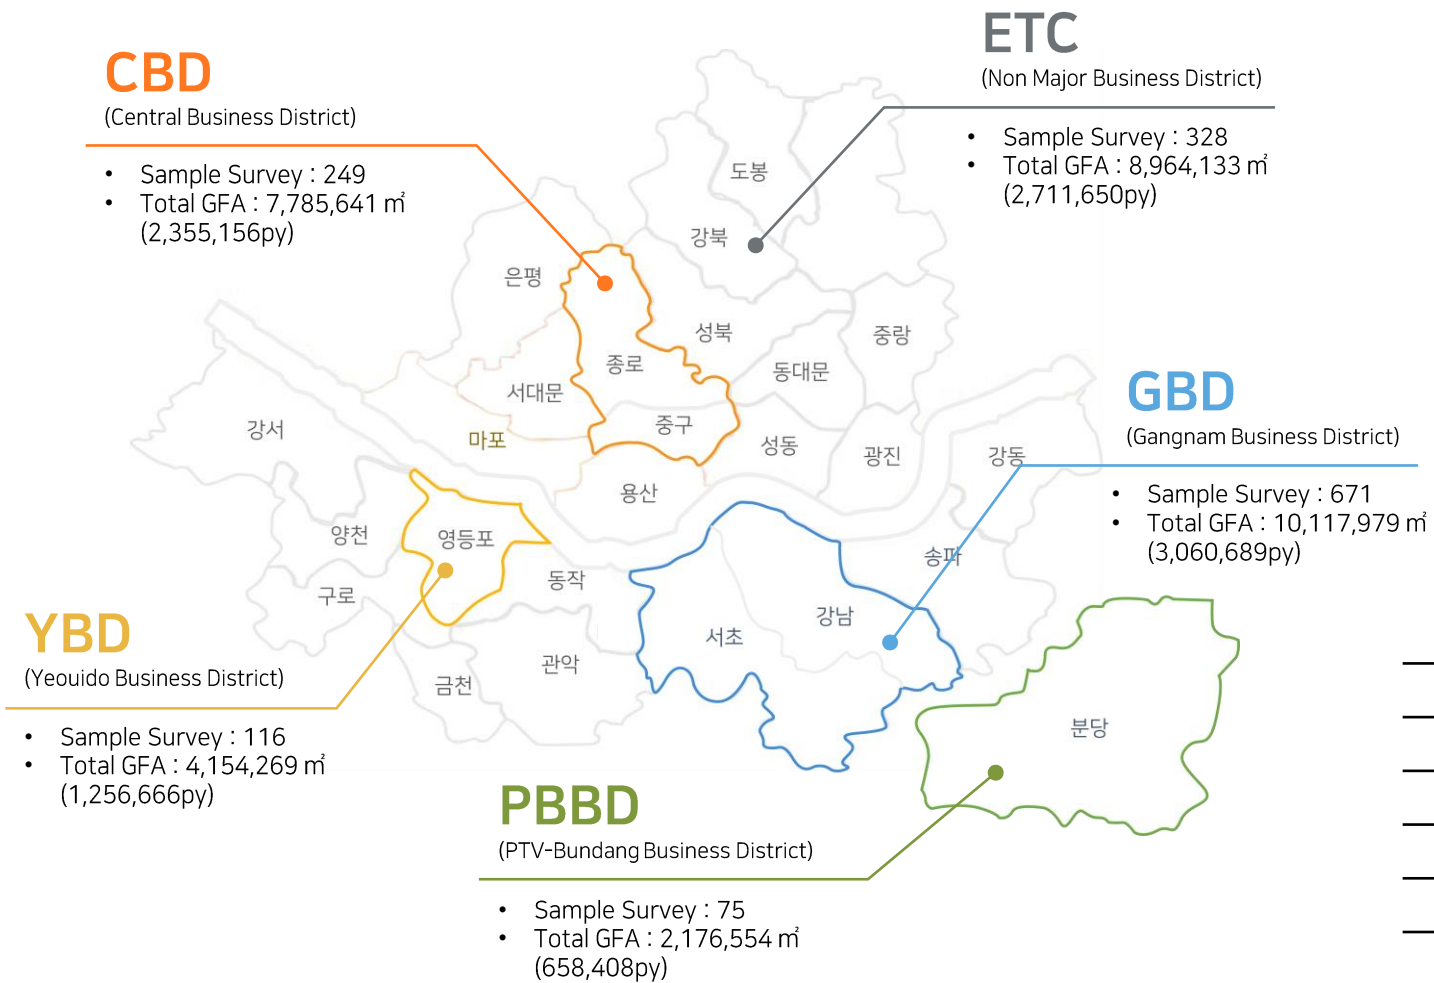 ETC
(Non Major Business District)
• Sample Survey : 328
• Total GFA : 8,964,133 ㎡
(2,711,650py)
CBD
(Central Business District)
• Sample Survey : 249
• Total GFA : 7,785,641 ㎡
(2,355,156py)
도봉
강북
은평
성북
중랑
종로
동대문
서대문
강서
마포
중구
성동
광진
강동
용산
양천
영등포
송파
구로
동작
강남
서초
관악
금천
분당
GBD
(Gangnam Business District)
• Sample Survey : 671
• Total GFA : 10,117,979 ㎡
(3,060,689py)
YBD
(Yeouido Business District)
• Sample Survey : 116
• Total GFA : 4,154,269 ㎡
(1,256,666py)
PBBD
(PTV-Bundang Business District)
• Sample Survey : 75
• Total GFA : 2,176,554 ㎡
(658,408py)